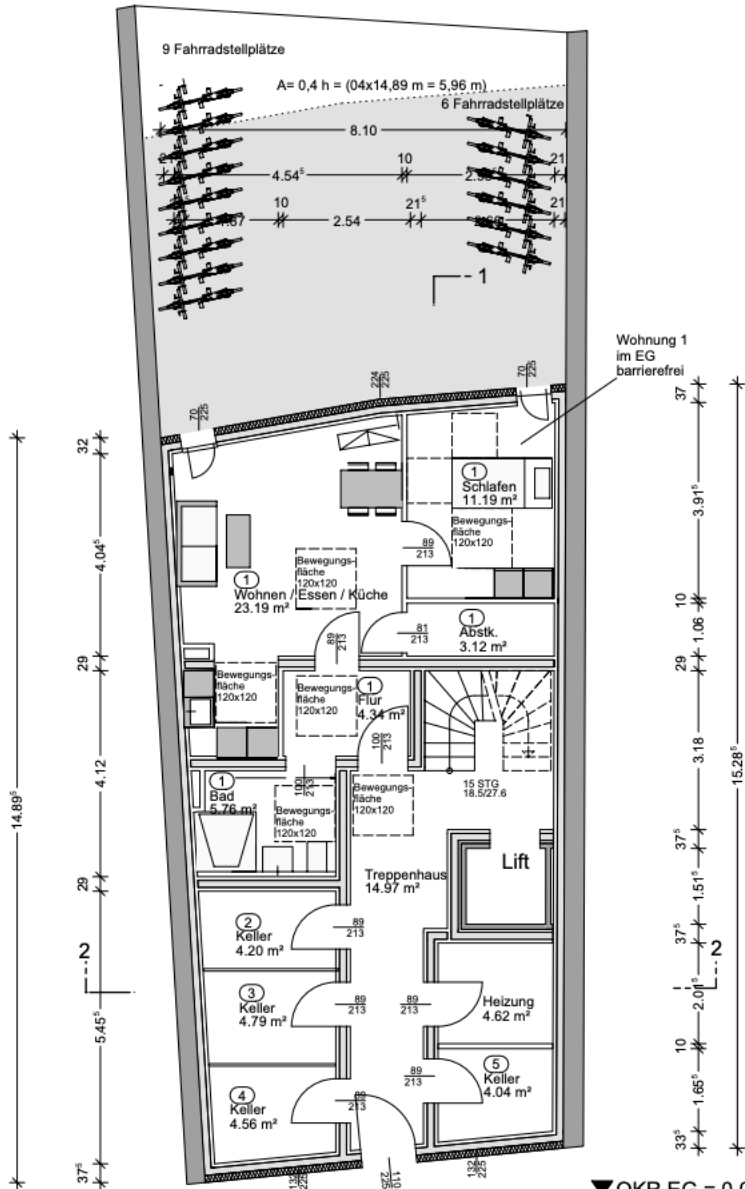 9 Fahrradstellplätze
A= 0,4 h = (04x14,89 m = 5,96 m)
6 Fahrradstellplätze
8.10
4.54⁵
10
21
10
2.54
21⁵
21
1
Wohnung 1
im EG
barrierefrei
70
225
224
225
70
225
37
32
1
Schlafen
11.19 m²
Bewegungs-
fläche
120x120
3.91⁵
4.04⁵
89
213
Bewegungs-
fläche
120x120
1
Wohnen / Essen / Küche
23.19 m²
10
81
213
1
Abstk.
3.12 m²
1.06
89
213
29
29
Bewegungs-
fläche
120x120
Bewegungs-
fläche
120x120
1
Flur
4.34 m²
100
213
3.18
4.12
14.89⁵
15.28⁵
1
Bad
5.76 m²
100
213
Bewegungs-
fläche
120x120
Bewegungs-
fläche
120x120
15 STG
18.5/27.6
37⁵
Lift
Treppenhaus
14.97 m²
1.51⁵
29
2
Keller
4.20 m²
89
213
37⁵
2
2
3
Keller
4.79 m²
89
213
89
213
Heizung
4.62 m²
2.01⁵
5.45⁵
10
4
Keller
4.56 m²
89
213
89
213
5
Keller
4.04 m²
1.65⁵
33⁵
37⁵
132
225
110
225
132
225
OKR EG = 0.0